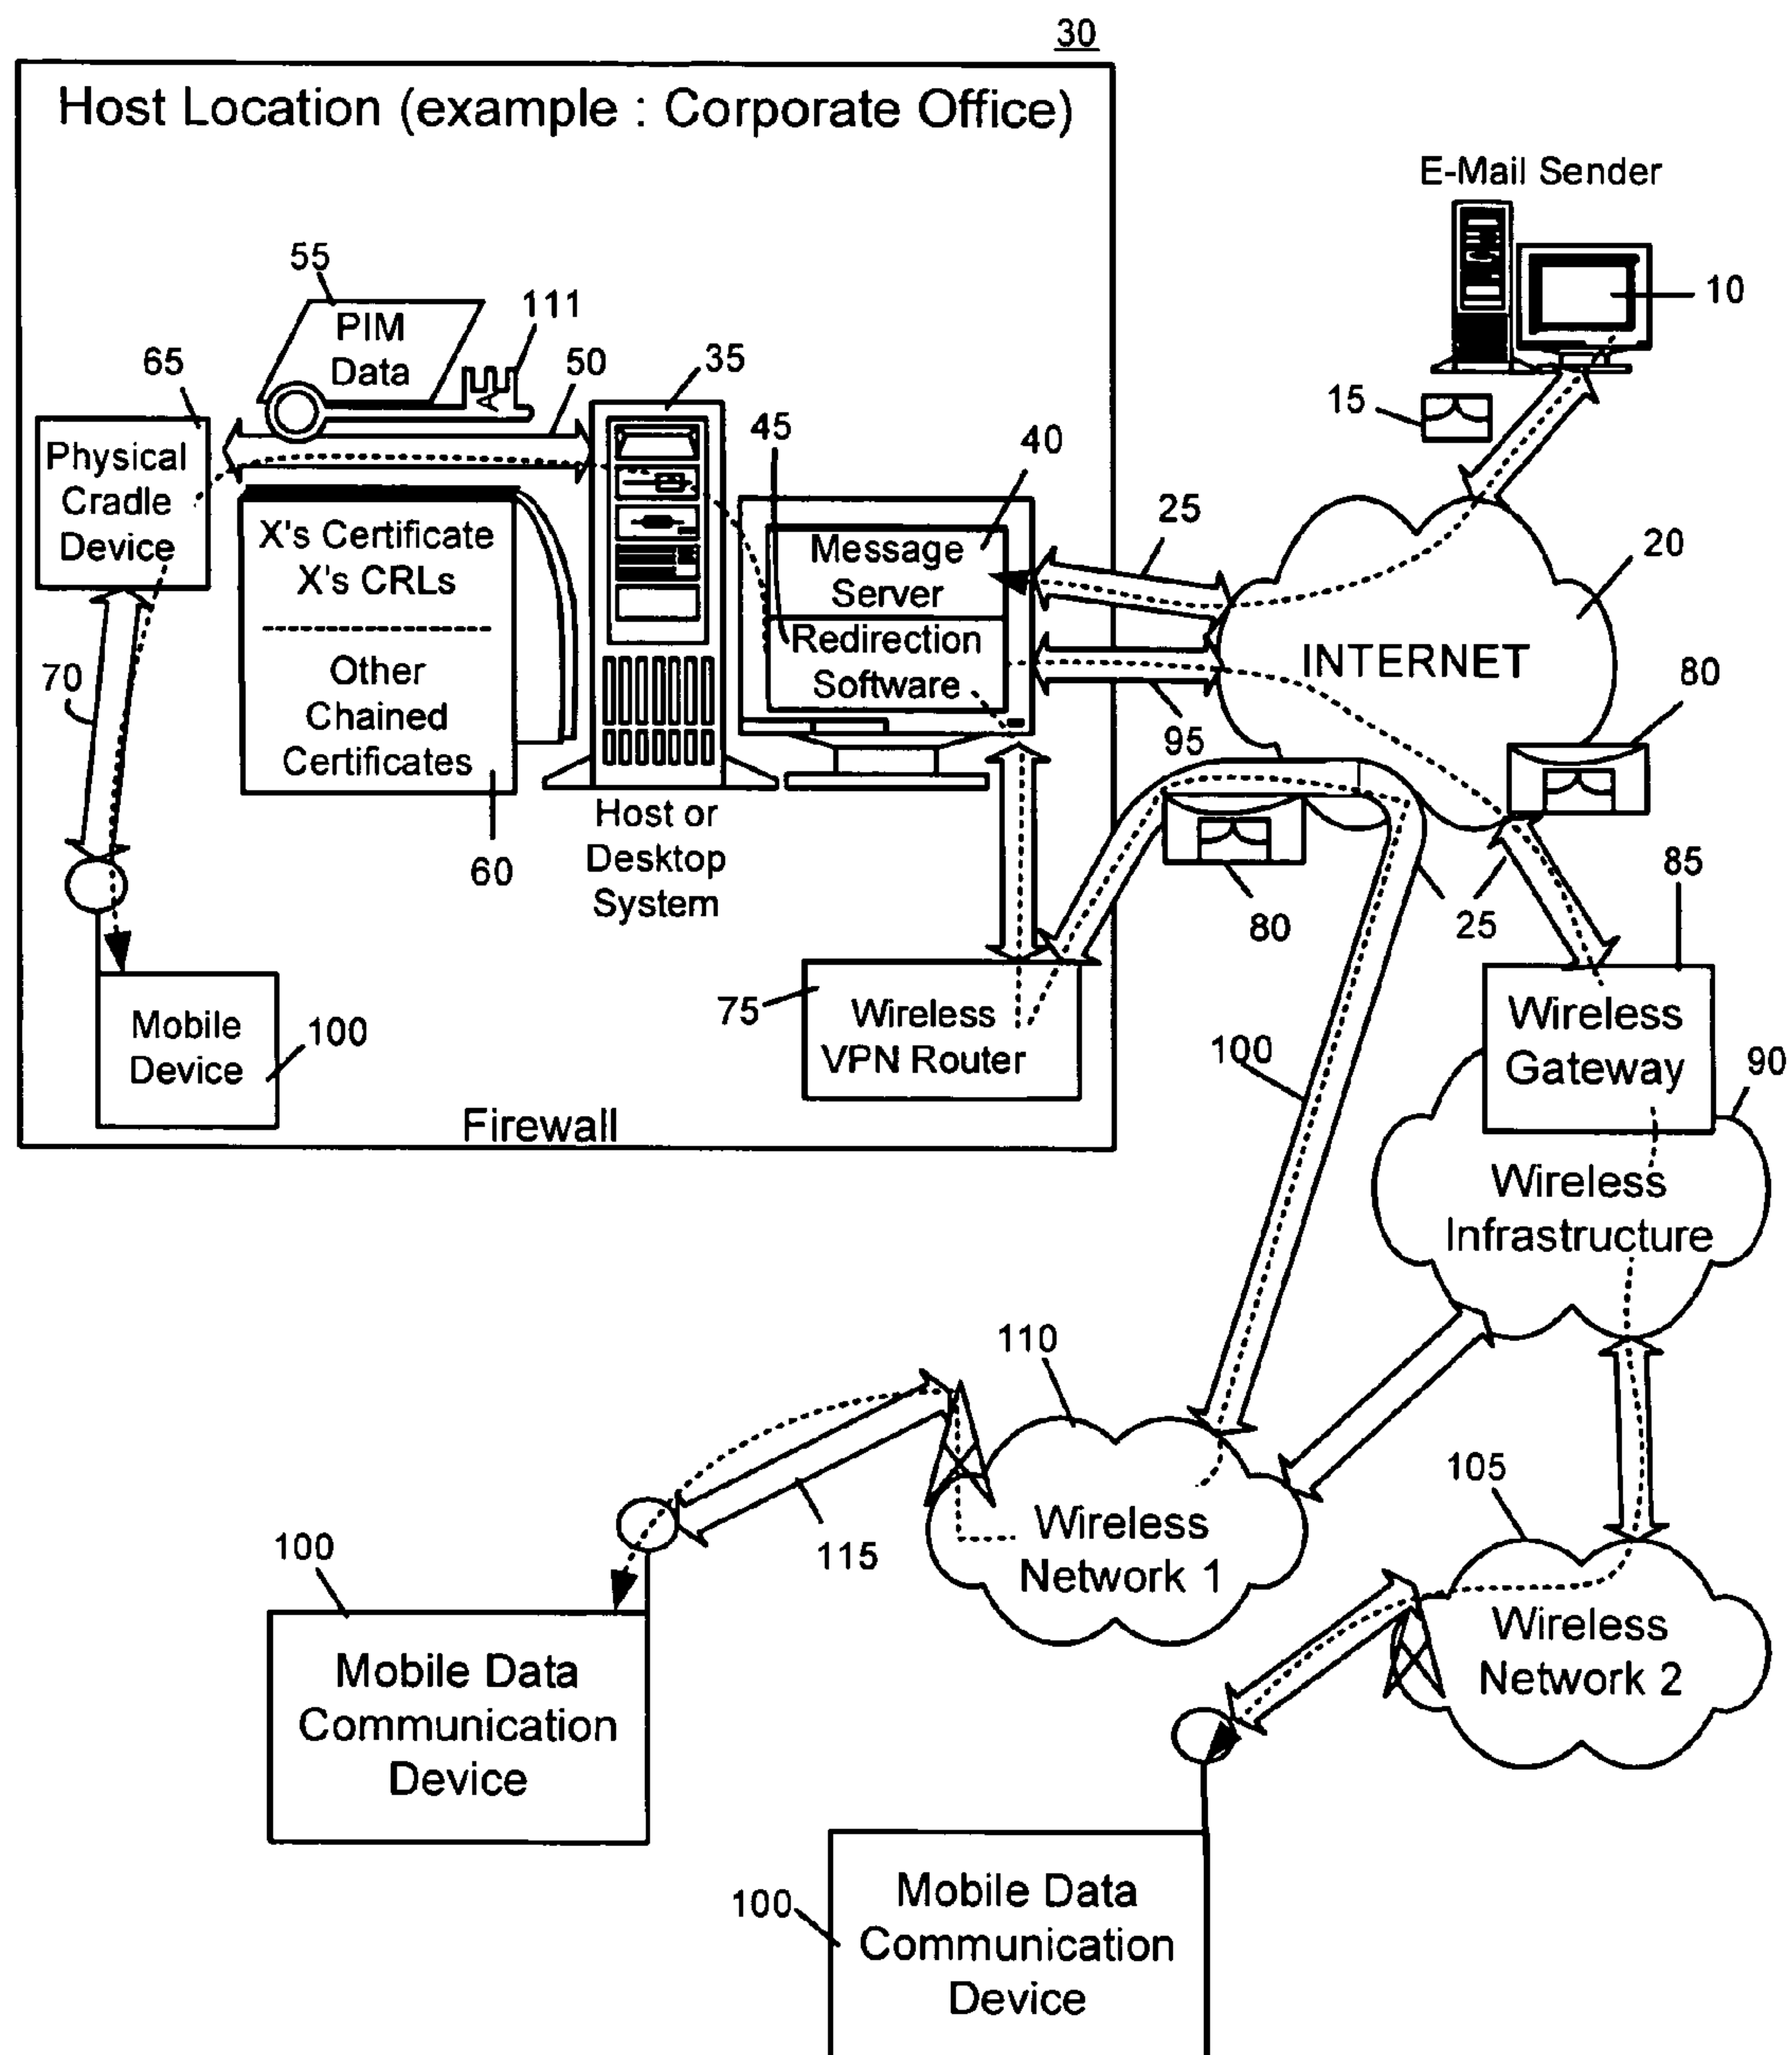 30
Host Location (example : Corporate Office)
E-Mail Sender
10
15
55
PIM
Data
111
65
50
35
45
40
25
20
Physical
Cradle
Device
X's Certificate
X's CRLs
Other
Chained
Certificates
60
Message
Server
Redirection
Software
INTERNET
95
80
70
Host or
Desktop
System
80
25
85
Mobile
Device
100
75
Wireless
VPN Router
Firewall
100
Wireless
Gateway
90
Wireless
Infrastructure
110
105
115
Wireless
Network 1
Wireless
Network 2
100
Mobile Data
Communication
Device
100
Mobile Data
Communication
Device